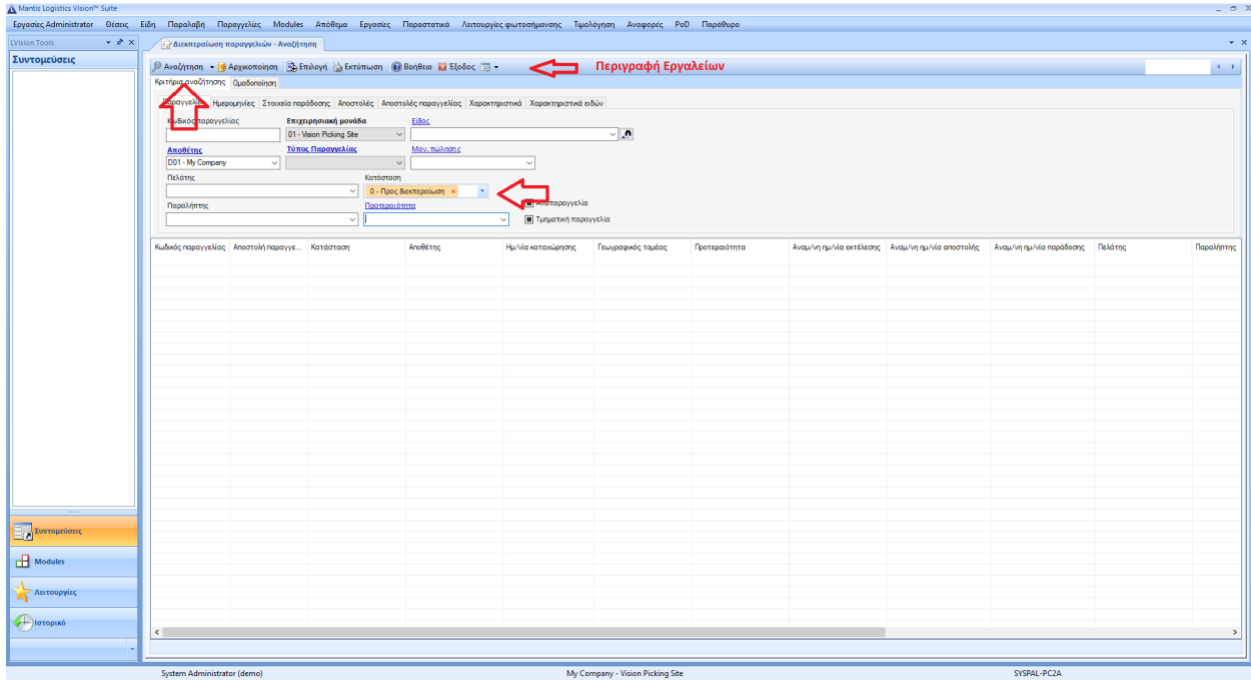 Mantis Logistics Vision™ Suite
Εργασίες Administrator Θέσεις Είδη Παραλαβή Παραγγελίες Modules Απόθεμα Εργασίες Παραστατικά Λειτουργίες φωτοσήμανσης Τιμολόγηση Αναφορές PoD Παράθυρο
LVision Tools
Διεκπεραίωση παραγγελιών - Αναζήτηση
Συντομεύσεις
Αναζήτηση Αρχικοποίηση Επιλογή Εκτύπωση Βοήθεια Έξοδος Περιγραφή Εργαλείων
Κριτήρια αναζήτησης Ομαδοποίηση
Παραγγελίες Ημερομηνίες Στοιχεία παράδοσης Αποστολές Αποστολές παραγγελίας Χαρακτηριστικά Χαρακτηριστικά ειδών
Κωδικός παραγγελίας Επιχειρησιακή μονάδα Είδος
01 - Vision Picking Site
Αποθέτης Τύπος Παραγγελίας Μον. πώλησης
D01 - My Company
Πελάτης Κατάσταση
0 - Προς διεκπεραίωση ×
Παραλήπτης Προτεραιότητα
Τμηματική παραγγελία
Κωδικός παραγγελίας Αποστολή παραγγε... Κατάσταση Αποθέτης Ημ/νία καταχώρησης Γεωγραφικός τομέας Προτεραιότητα Αναμ/νη ημ/νία εκτέλεσης Αναμ/νη ημ/νία αποστολής Αναμ/νη ημ/νία παράδοσης Πελάτης Παραλήπτης
Συντομεύσεις
Modules
Λειτουργίες
Ιστορικό
System Administrator (demo) My Company - Vision Picking Site SYSPAL-PC2A